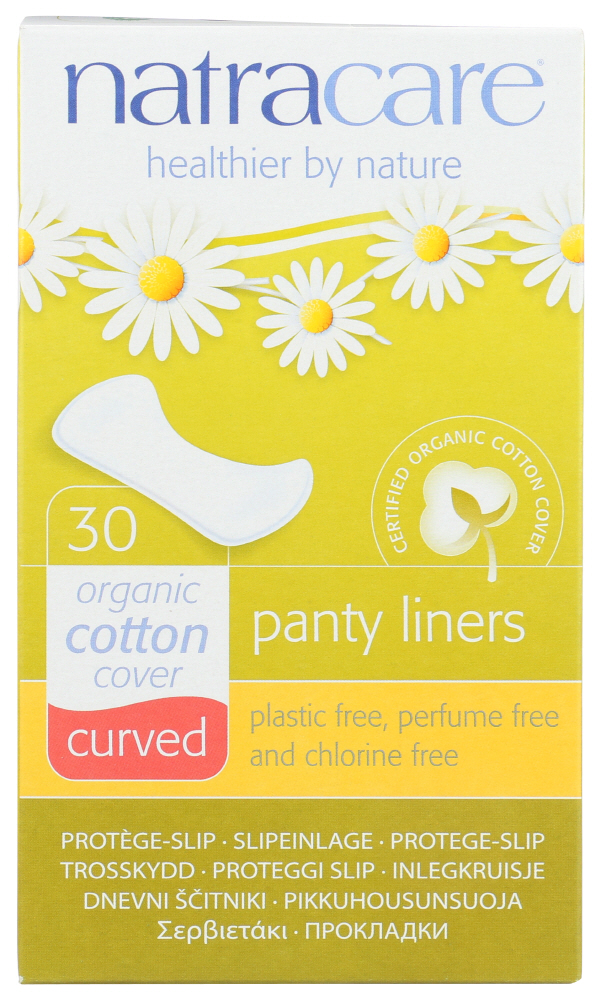 natracare®
healthier by nature
CERTIFIED ORGANIC COTTON COVER
30
organic
cotton
cover
curved
panty liners
plastic free, perfume free
and chlorine free
PROTÈGE-SLIP · SLIPEINLAGE · PROTEGE-SLIP
TROSSKYDD · PROTEGGI SLIP · INLEGKRUISJE
DNEVNI ŠČITNIKI · PIKKUHOUSUNSUOJA
Σερβιετάκι · ПРОКЛАДКИ